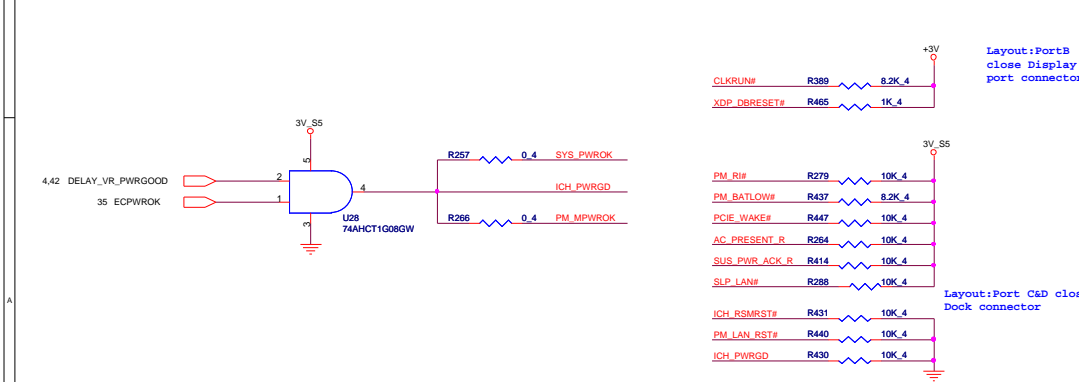 +3V
Layout:PortB
close Display
port connector
CLKRUN# R389 8.2K_4
XDP_DBRESET# R465 1K_4
3V_S5
5
4,42 DELAY_VR_PWRGOOD 2
35 ECPWROK 1
4
3
U28
74AHCT1G08GW
R257 0_4 SYS_PWROK
ICH_PWRGD
R266 0_4 PM_MPWROK
3V_S5
PM_RI# R279 10K_4
PM_BATLOW# R437 8.2K_4
PCIE_WAKE# R447 10K_4
AC_PRESENT_R R264 10K_4
SUS_PWR_ACK_R R414 10K_4
SLP_LAN# R288 10K_4
Layout:Port C&D clos
Dock connector
ICH_RSMRST# R431 10K_4
PM_LAN_RST# R440 10K_4
ICH_PWRGD R430 10K_4
A